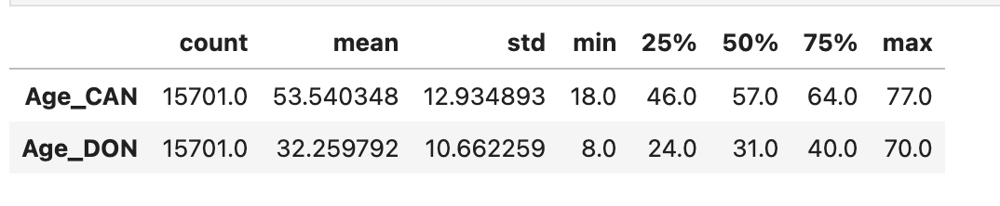 count mean std min 25% 50% 75% max
Age_CAN 15701.0 53.540348 12.934893 18.0 46.0 57.0 64.0 77.0
Age_DON 15701.0 32.259792 10.662259 8.0 24.0 31.0 40.0 70.0